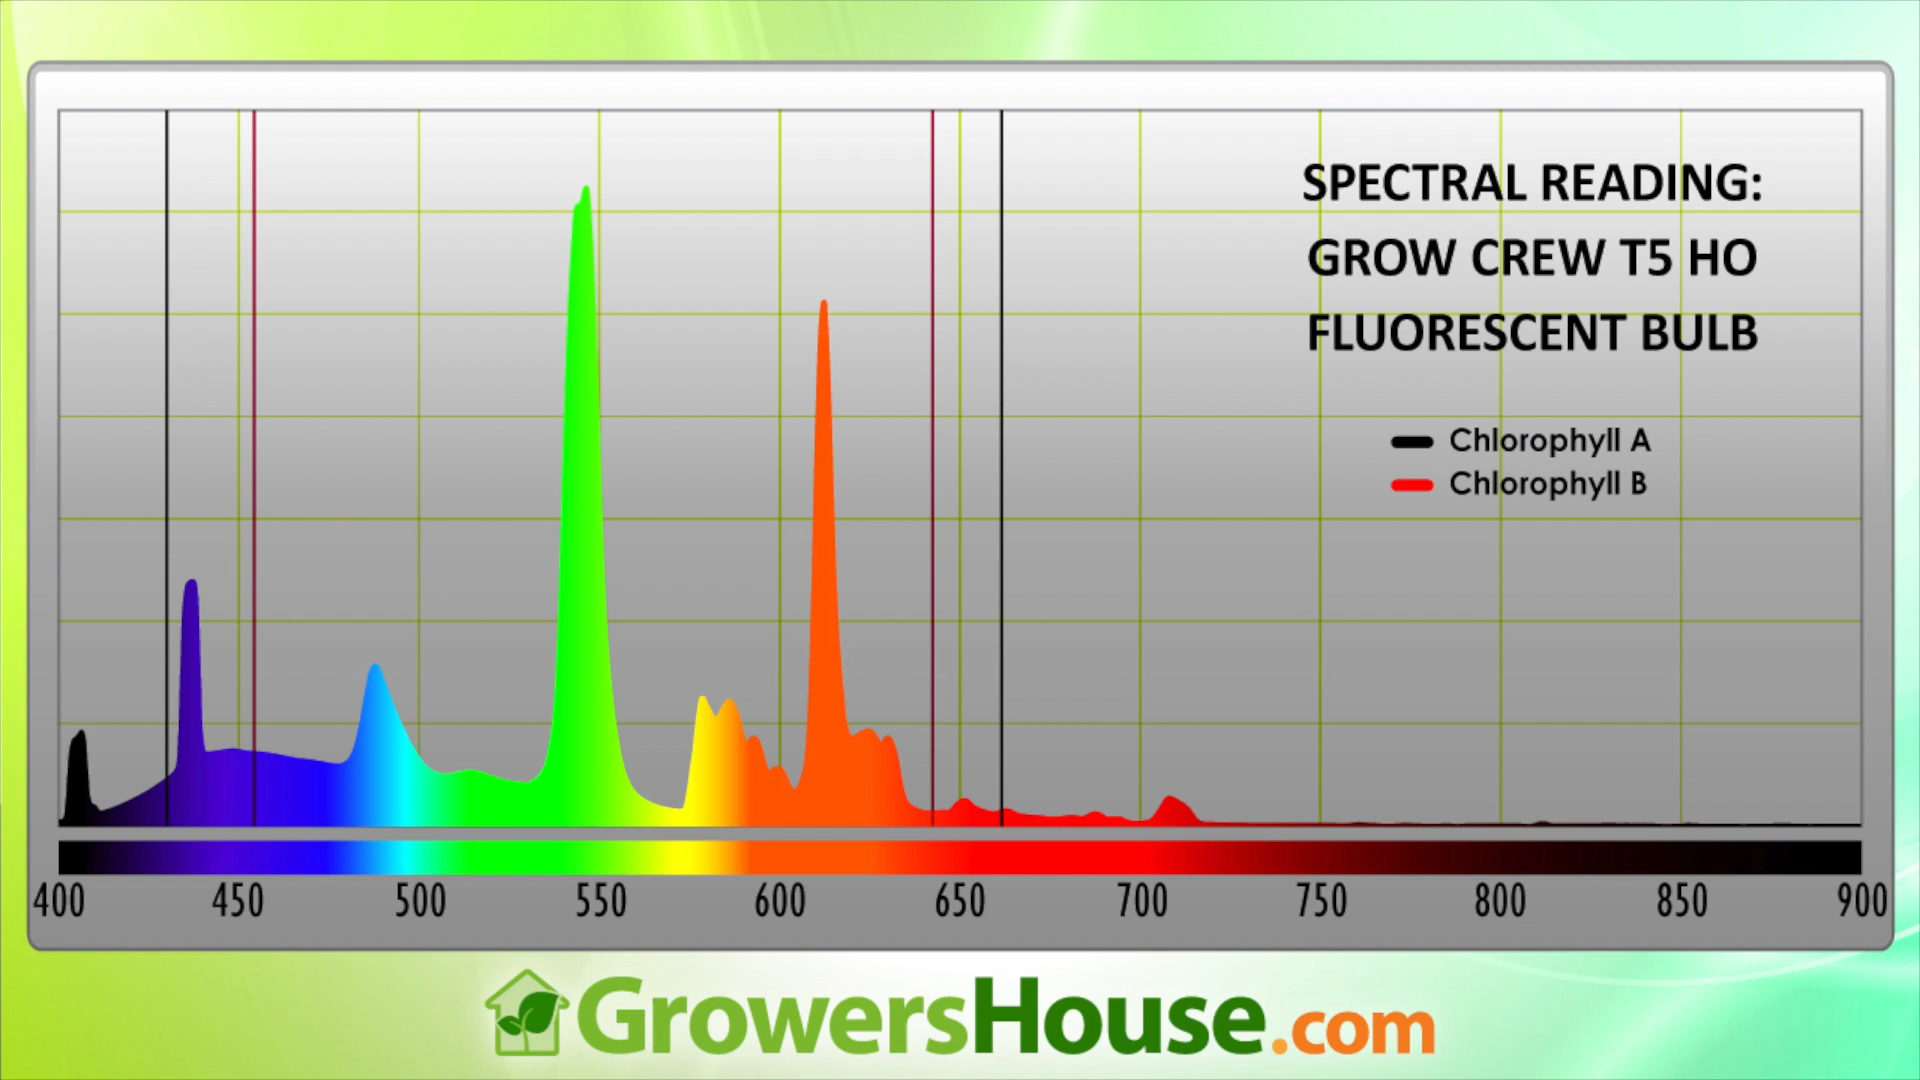 SPECTRAL READING:
GROW CREW T5 HO
FLUORESCENT BULB
Chlorophyll A
Chlorophyll B
400 450 500 550 600 650 700 750 800 850 900
GrowersHouse.com